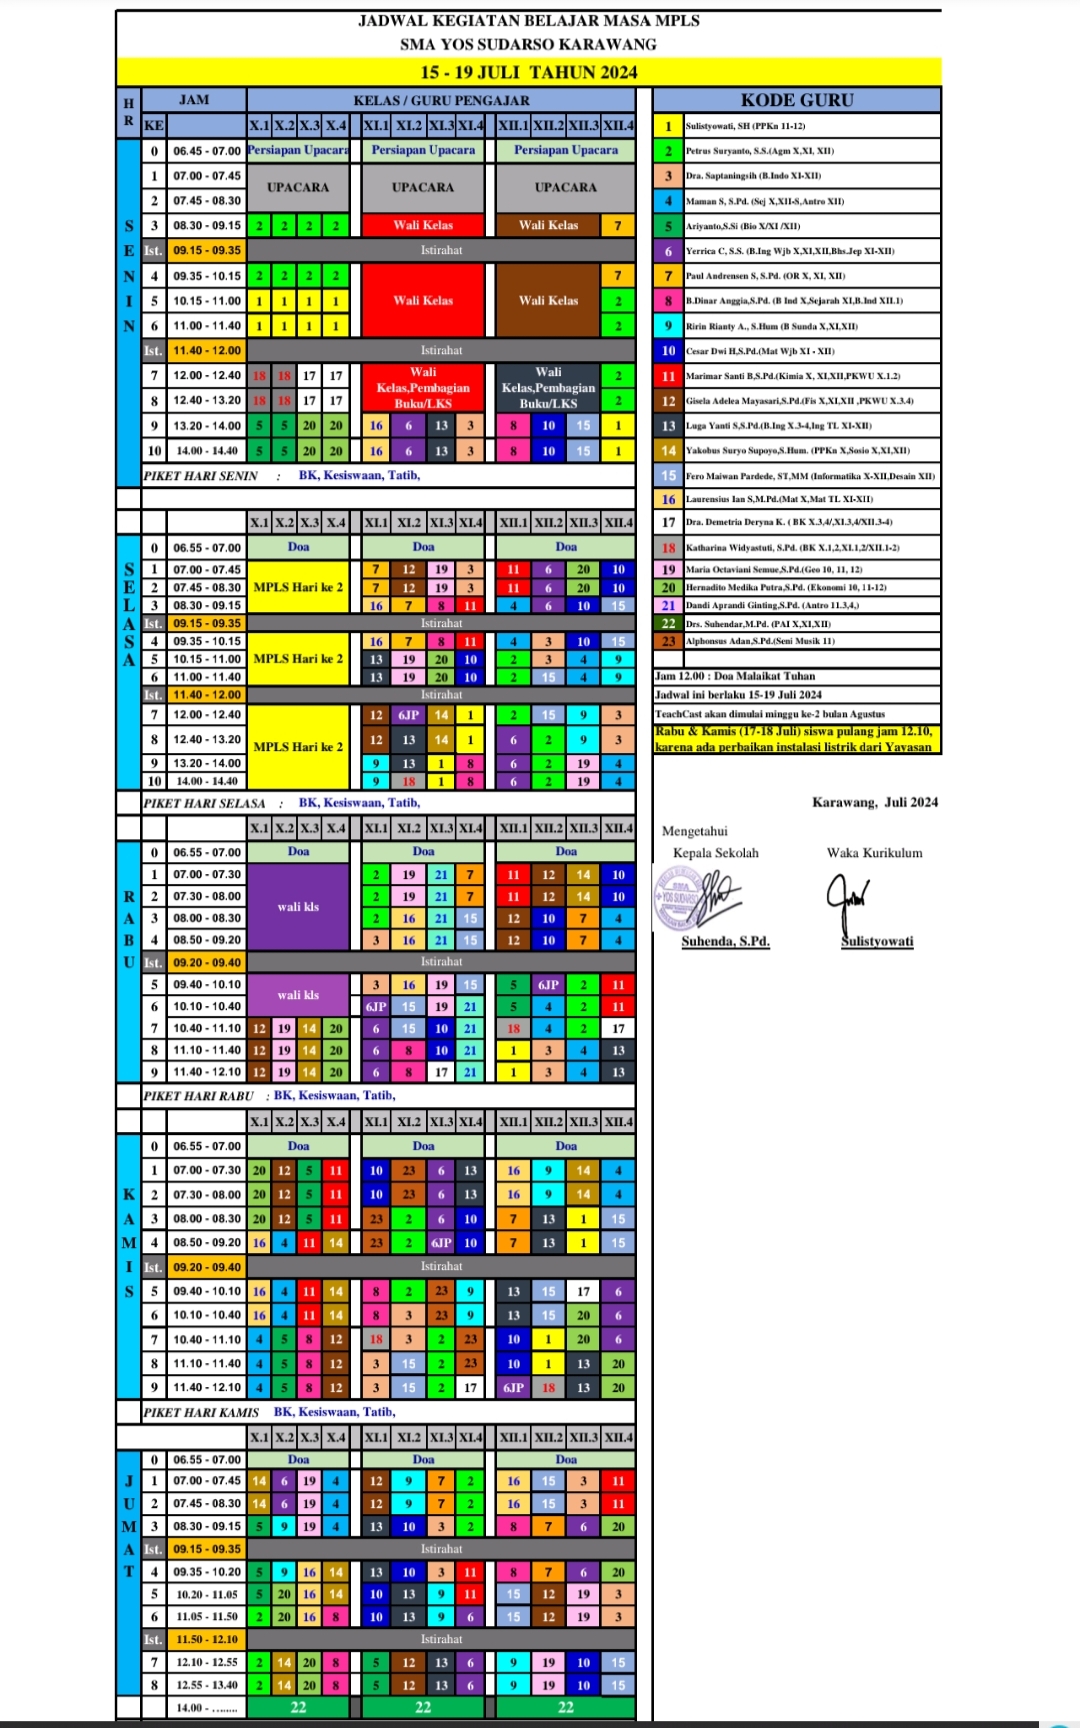 JADWAL KEGIATAN BELAJAR MASA MPLS
SMA YOS SUDARSO KARAWANG
15 - 19 JULI TAHUN 2024
HR JAM KELAS / GURU PENGAJAR
KE X.1 X.2 X.3 X.4 XI.1 XI.2 XI.3 XI.4 XII.1 XII.2 XII.3 XII.4
SENIN
0 06.45 - 07.00 Persiapan Upacara Persiapan Upacara Persiapan Upacara
1 07.00 - 07.45
UPACARA UPACARA UPACARA
2 07.45 - 08.30
3 08.30 - 09.15 2 2 2 2 Wali Kelas Wali Kelas 7
Ist. 09.15 - 09.35 Istirahat
4 09.35 - 10.15 2 2 2 2 7
5 10.15 - 11.00 1 1 1 1 Wali Kelas Wali Kelas 2
6 11.00 - 11.40 1 1 1 1 2
Ist. 11.40 - 12.00 Istirahat
7 12.00 - 12.40 18 18 17 17 Wali Kelas,Pembagian Buku/LKS Wali Kelas,Pembagian Buku/LKS 2
8 12.40 - 13.20 18 18 17 17 2
9 13.20 - 14.00 5 5 20 20 16 6 13 3 8 10 15 1
10 14.00 - 14.40 5 5 20 20 16 6 13 3 8 10 15 1
PIKET HARI SENIN : BK, Kesiswaan, Tatib,
X.1 X.2 X.3 X.4 XI.1 XI.2 XI.3 XI.4 XII.1 XII.2 XII.3 XII.4
SELASA
0 06.55 - 07.00 Doa Doa Doa
1 07.00 - 07.45 7 12 19 3 11 6 20 10
2 07.45 - 08.30 MPLS Hari ke 2 7 12 19 3 11 6 20 10
3 08.30 - 09.15 16 7 8 11 4 6 10 15
Ist. 09.15 - 09.35 Istirahat
4 09.35 - 10.15 16 7 8 11 4 3 10 15
5 10.15 - 11.00 MPLS Hari ke 2 13 19 20 10 2 3 4 9
6 11.00 - 11.40 13 19 20 10 2 15 4 9
Ist. 11.40 - 12.00 Istirahat
7 12.00 - 12.40 12 6JP 14 1 2 15 9 3
8 12.40 - 13.20 MPLS Hari ke 2 12 13 14 1 6 2 9 3
9 13.20 - 14.00 9 13 1 8 6 2 19 4
10 14.00 - 14.40 9 18 1 8 6 2 19 4
PIKET HARI SELASA : BK, Kesiswaan, Tatib,
X.1 X.2 X.3 X.4 XI.1 XI.2 XI.3 XI.4 XII.1 XII.2 XII.3 XII.4
RABU
0 06.55 - 07.00 Doa Doa Doa
1 07.00 - 07.30 2 19 21 7 11 12 14 10
2 07.30 - 08.00 wali kls 2 19 21 7 11 12 14 10
3 08.00 - 08.30 2 16 21 15 12 10 7 4
4 08.50 - 09.20 3 16 21 15 12 10 7 4
Ist. 09.20 - 09.40 Istirahat
5 09.40 - 10.10 wali kls 3 16 19 15 5 6JP 2 11
6 10.10 - 10.40 6JP 15 19 21 5 4 2 11
7 10.40 - 11.10 12 19 14 20 6 15 10 21 18 4 2 17
8 11.10 - 11.40 12 19 14 20 6 8 10 21 1 3 4 13
9 11.40 - 12.10 12 19 14 20 6 8 17 21 1 3 4 13
PIKET HARI RABU : BK, Kesiswaan, Tatib,
X.1 X.2 X.3 X.4 XI.1 XI.2 XI.3 XI.4 XII.1 XII.2 XII.3 XII.4
KAMIS
0 06.55 - 07.00 Doa Doa Doa
1 07.00 - 07.30 20 12 5 11 10 23 6 13 16 9 14 4
2 07.30 - 08.00 20 12 5 11 10 23 6 13 16 9 14 4
3 08.00 - 08.30 20 12 5 11 23 2 6 10 7 13 1 15
4 08.50 - 09.20 16 4 11 14 23 2 6JP 10 7 13 1 15
Ist. 09.20 - 09.40 Istirahat
5 09.40 - 10.10 16 4 11 14 8 2 23 9 13 15 17 6
6 10.10 - 10.40 16 4 11 14 8 3 23 9 13 15 20 6
7 10.40 - 11.10 4 5 8 12 18 3 2 23 10 1 20 6
8 11.10 - 11.40 4 5 8 12 3 15 2 23 10 1 13 20
9 11.40 - 12.10 4 5 8 12 3 15 2 17 6JP 18 13 20
PIKET HARI KAMIS BK, Kesiswaan, Tatib,
X.1 X.2 X.3 X.4 XI.1 XI.2 XI.3 XI.4 XII.1 XII.2 XII.3 XII.4
JUMAT
0 06.55 - 07.00 Doa Doa Doa
1 07.00 - 07.45 14 6 19 4 12 9 7 2 16 15 3 11
2 07.45 - 08.30 14 6 19 4 12 9 7 2 16 15 3 11
3 08.30 - 09.15 5 9 19 4 13 10 3 2 8 7 6 20
Ist. 09.15 - 09.35 Istirahat
4 09.35 - 10.20 5 9 16 14 13 10 3 11 8 7 6 20
5 10.20 - 11.05 5 20 16 14 10 13 9 11 15 12 19 3
6 11.05 - 11.50 2 20 16 8 10 13 9 6 15 12 19 3
Ist. 11.50 - 12.10 Istirahat
7 12.10 - 12.55 2 14 20 8 5 12 13 6 9 19 10 15
8 12.55 - 13.40 2 14 20 8 5 12 13 6 9 19 10 15
14.00 - ........ 22 22 22
KODE GURU
1 Sulistyowati, SH (PPKn 11-12)
2 Petrus Suryanto, S.S.(Agm X,XI, XII)
3 Dra. Saptaningsih (B.Indo XI-XII)
4 Maman S, S.Pd. (Sej X,XII-S,Antro XII)
5 Ariyanto,S.Si (Bio X/XI /XII)
6 Yerrica C, S.S. (B.Ing Wjb X,XI,XII,Bhs.Jep XI-XII)
7 Paul Andrensen S, S.Pd. (OR X, XI, XII)
8 B.Dinar Anggia,S.Pd. (B Ind X,Sejarah XI,B.Ind XII.1)
9 Ririn Rianty A., S.Hum (B Sunda X,XI,XII)
10 Cesar Dwi H,S.Pd.(Mat Wjb XI - XII)
11 Marimar Santi B,S.Pd.(Kimia X, XI,XII,PKWU X.1.2)
12 Gisela Adelea Mayasari,S.Pd.(Fis X,XI,XII ,PKWU X.3.4)
13 Luga Yanti S,S.Pd.(B.Ing X.3-4,Ing TL XI-XII)
14 Yakobus Suryo Supoyo,S.Hum. (PPKn X,Sosio X,XI,XII)
15 Fero Maiwan Pardede, ST,MM (Informatika X-XII,Desain XII)
16 Laurensius Ian S,M.Pd.(Mat X,Mat TL XI-XII)
17 Dra. Demetria Deryna K. ( BK X.3,4/,XI.3,4/XII.3-4)
18 Katharina Widyastuti, S.Pd. (BK X.1,2,XI.1,2/XII.1-2)
19 Maria Octaviani Semue,S.Pd.(Geo 10, 11, 12)
20 Hernadito Medika Putra,S.Pd. (Ekonomi 10, 11-12)
21 Dandi Aprandi Ginting,S.Pd. (Antro 11.3,4,)
22 Drs. Suhendar,M.Pd. (PAI X,XI,XII)
23 Alphonsus Adan,S.Pd.(Seni Musik 11)
Jam 12.00 : Doa Malaikat Tuhan
Jadwal ini berlaku 15-19 Juli 2024
TeachCast akan dimulai minggu ke-2 bulan Agustus
Rabu & Kamis (17-18 Juli) siswa pulang jam 12.10,
karena ada perbaikan instalasi listrik dari Yayasan
Karawang, Juli 2024
Mengetahui
Kepala Sekolah Waka Kurikulum
YOS SUDARSO
Suhenda, S.Pd. Sulistyowati